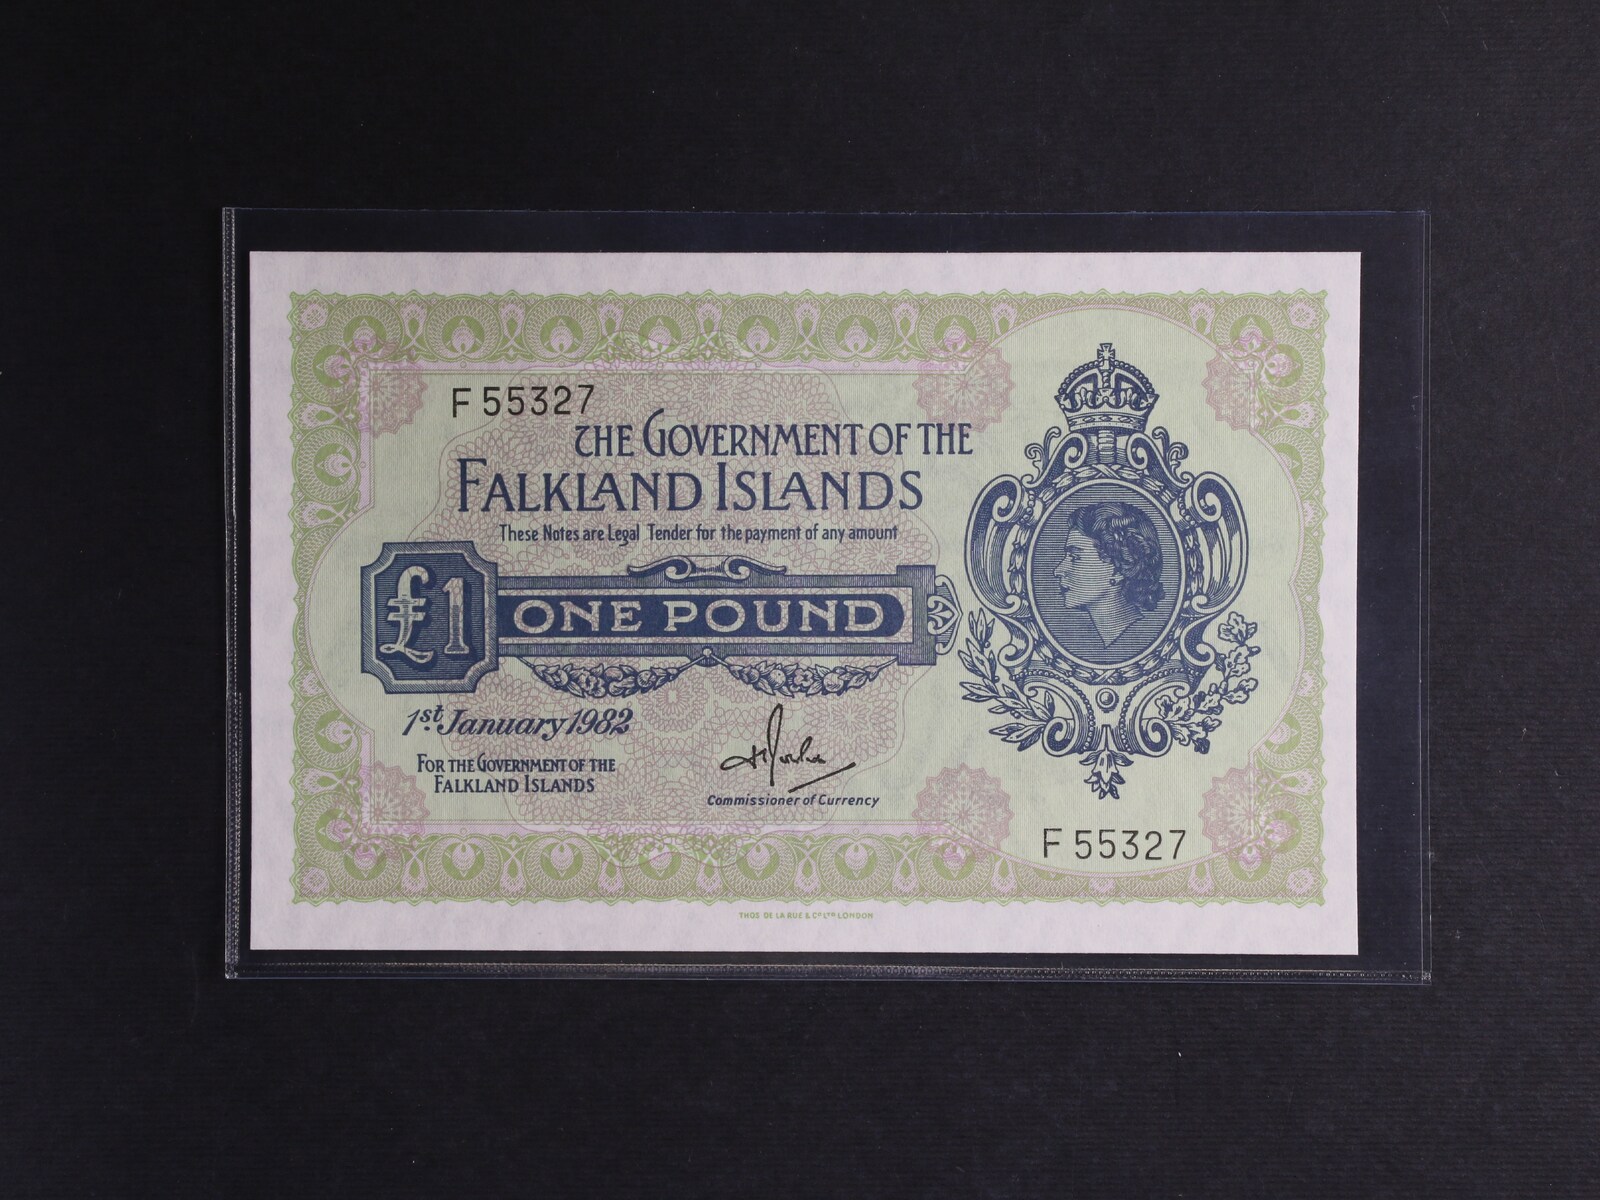 F 55327
THE GOVERNMENT OF THE
FALKLAND ISLANDS
These Notes are Legal Tender for the payment of any amount
£1
ONE POUND
1st. January 1982
FOR THE GOVERNMENT OF THE
FALKLAND ISLANDS
Commissioner of Currency
F 55327
THOS DE LA RUE & CO LTD LONDON